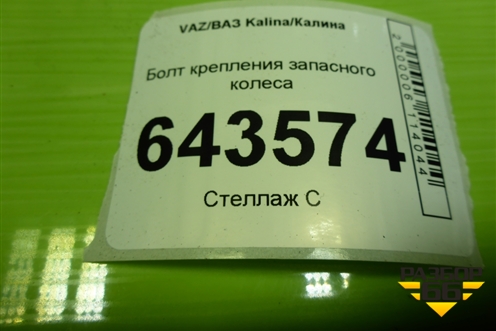 VAZ/ВАЗ Kalina/Калина
Болт крепления запасного
колеса
643574
Стеллаж С
2000006114044
РАЗБОР
66